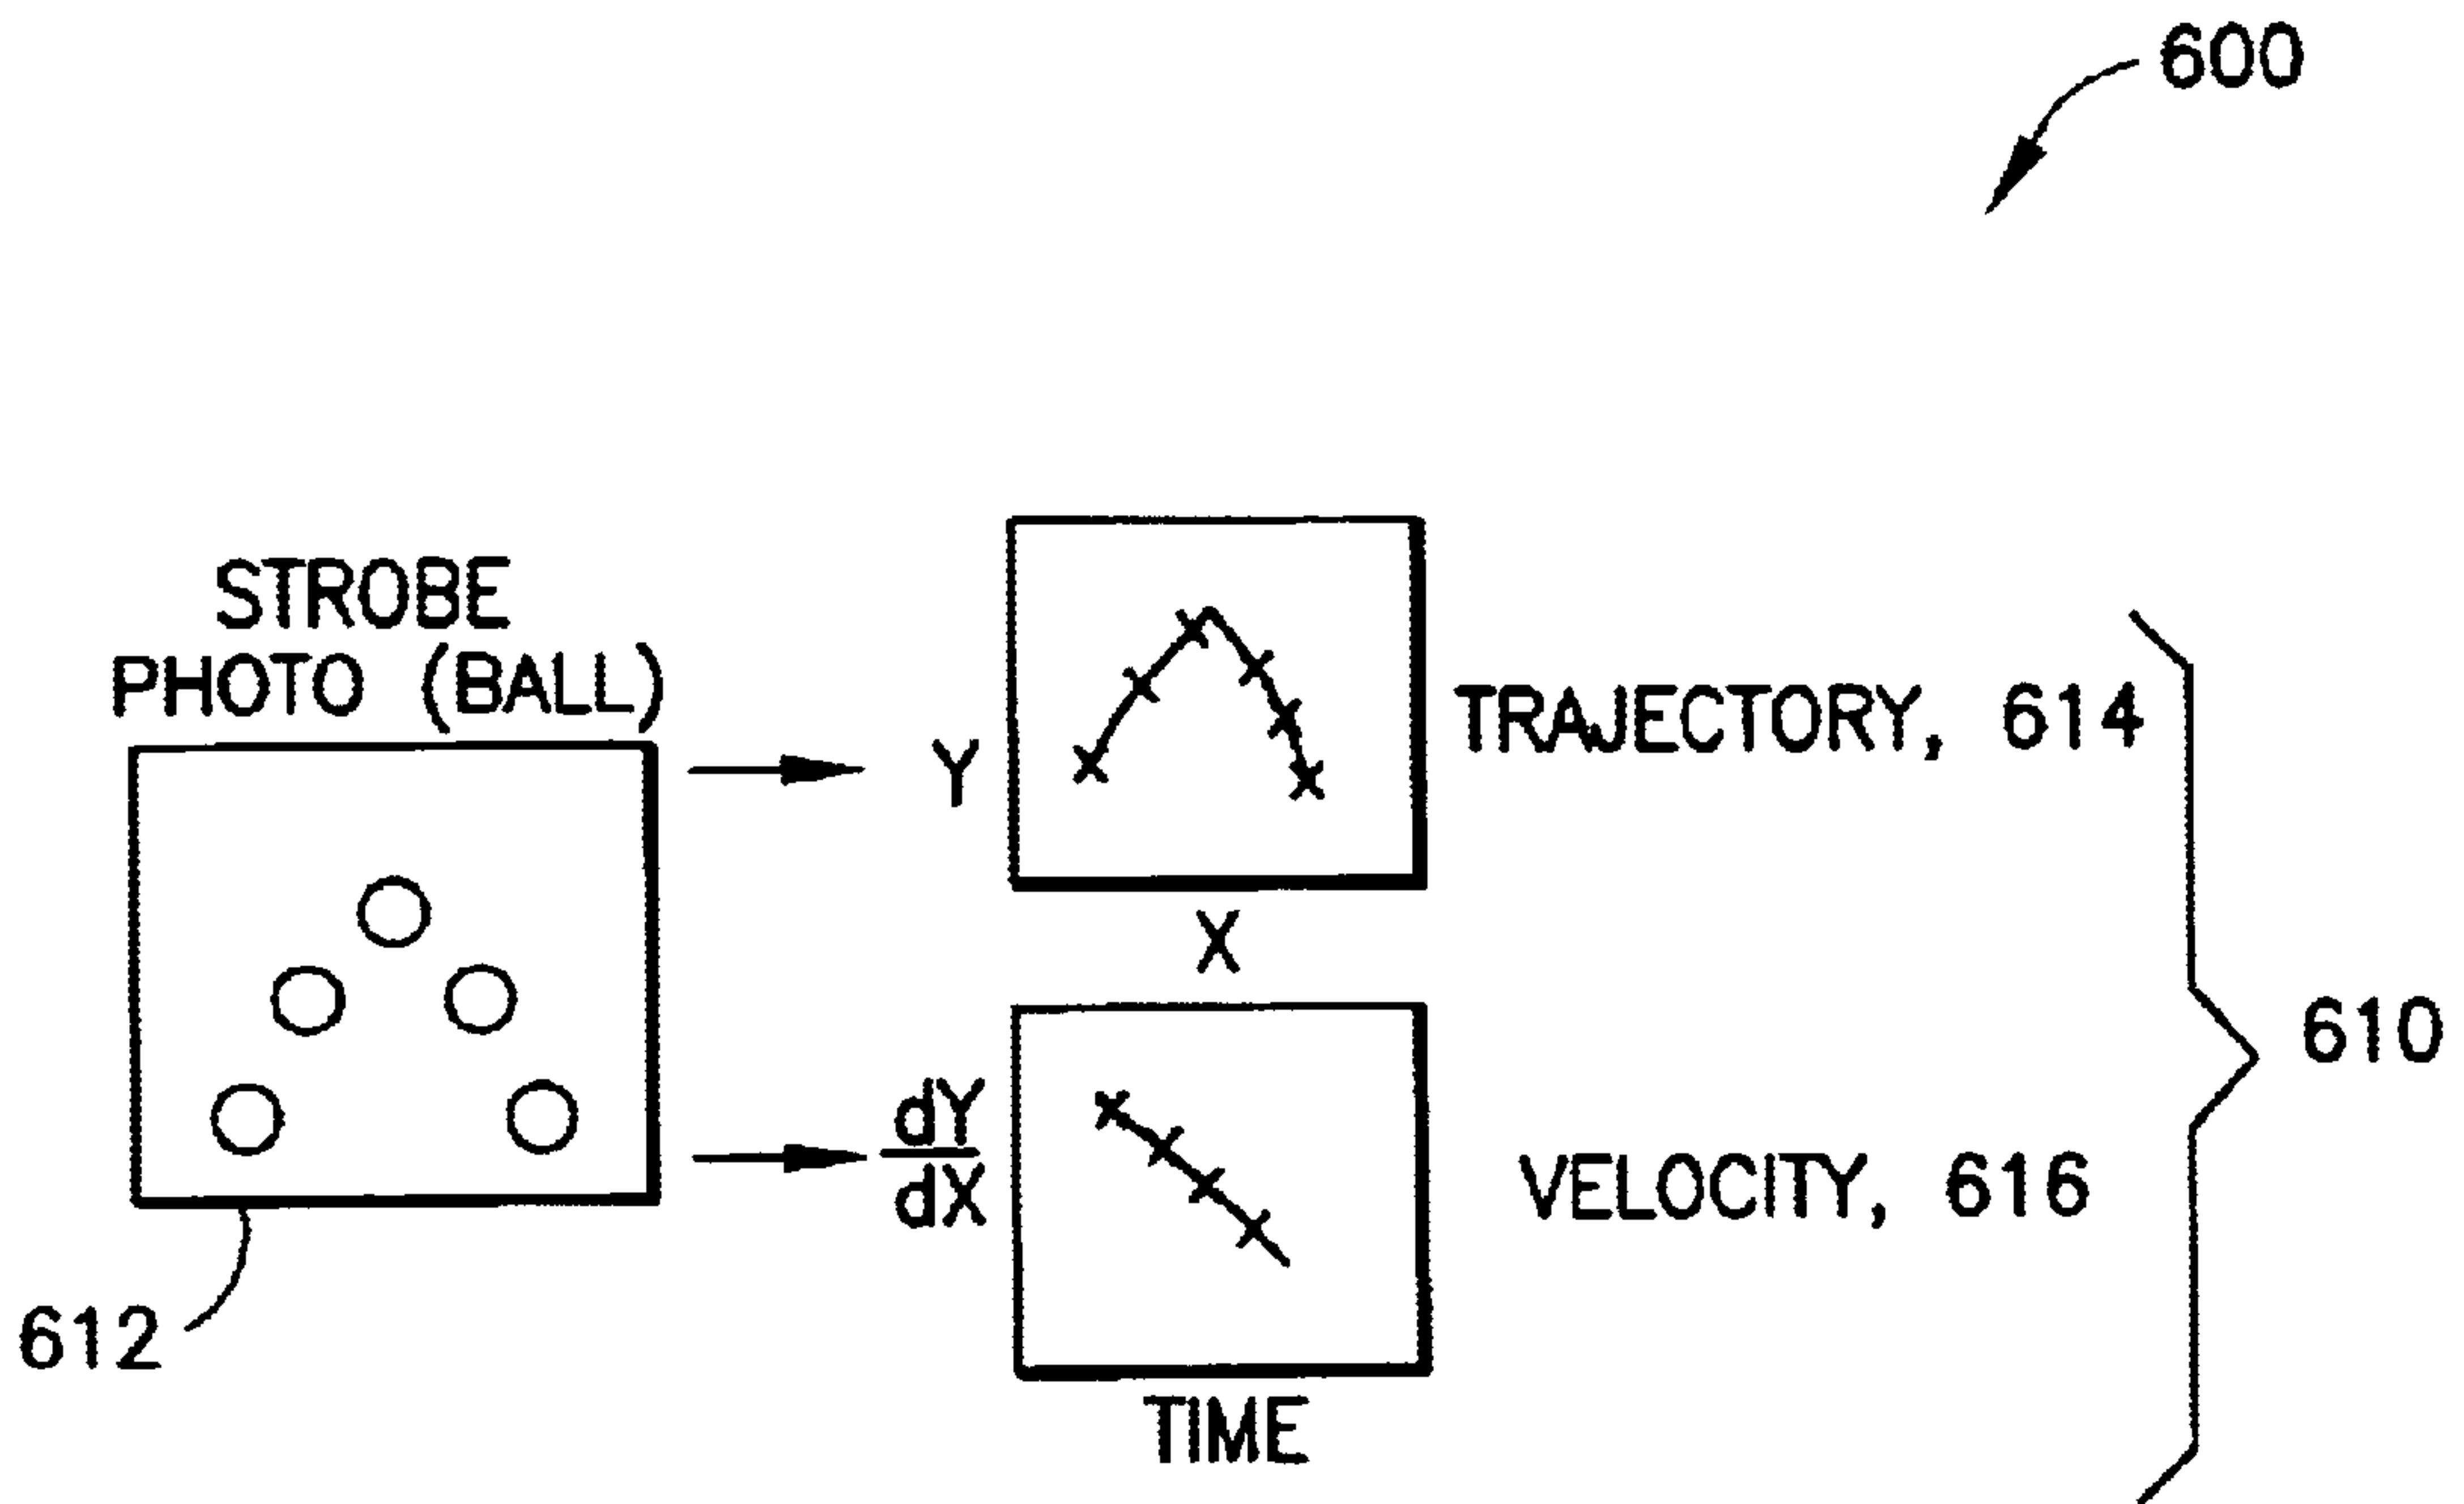 600
STROBE
PHOTO (BALL)
Y
TRAJECTORY, 614
X
610
dY
dX
VELOCITY, 616
612
TIME